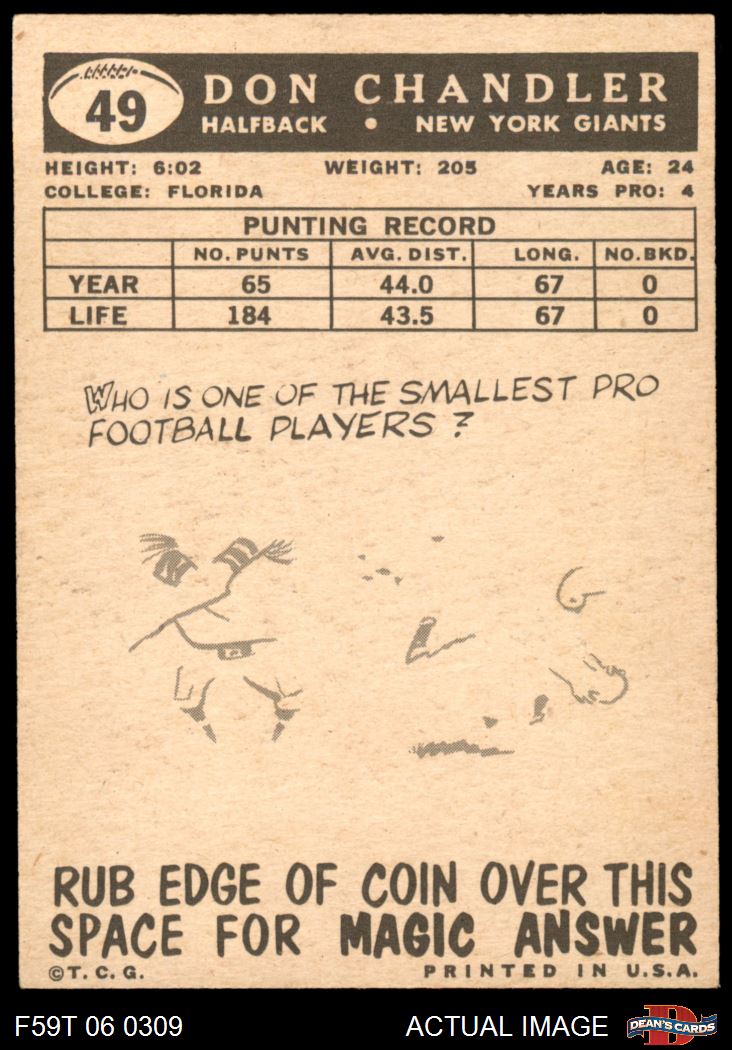 49
DON CHANDLER
HALFBACK • NEW YORK GIANTS
HEIGHT: 6:02 WEIGHT: 205 AGE: 24
COLLEGE: FLORIDA YEARS PRO: 4
PUNTING RECORD
NO. PUNTS AVG. DIST. LONG. NO. BKD.
YEAR 65 44.0 67 0
LIFE 184 43.5 67 0
WHO IS ONE OF THE SMALLEST PRO
FOOTBALL PLAYERS ?
RUB EDGE OF COIN OVER THIS
SPACE FOR MAGIC ANSWER
©T. C. G. PRINTED IN U.S.A.
F59T 06 0309 ACTUAL IMAGE DEAN'S CARDS